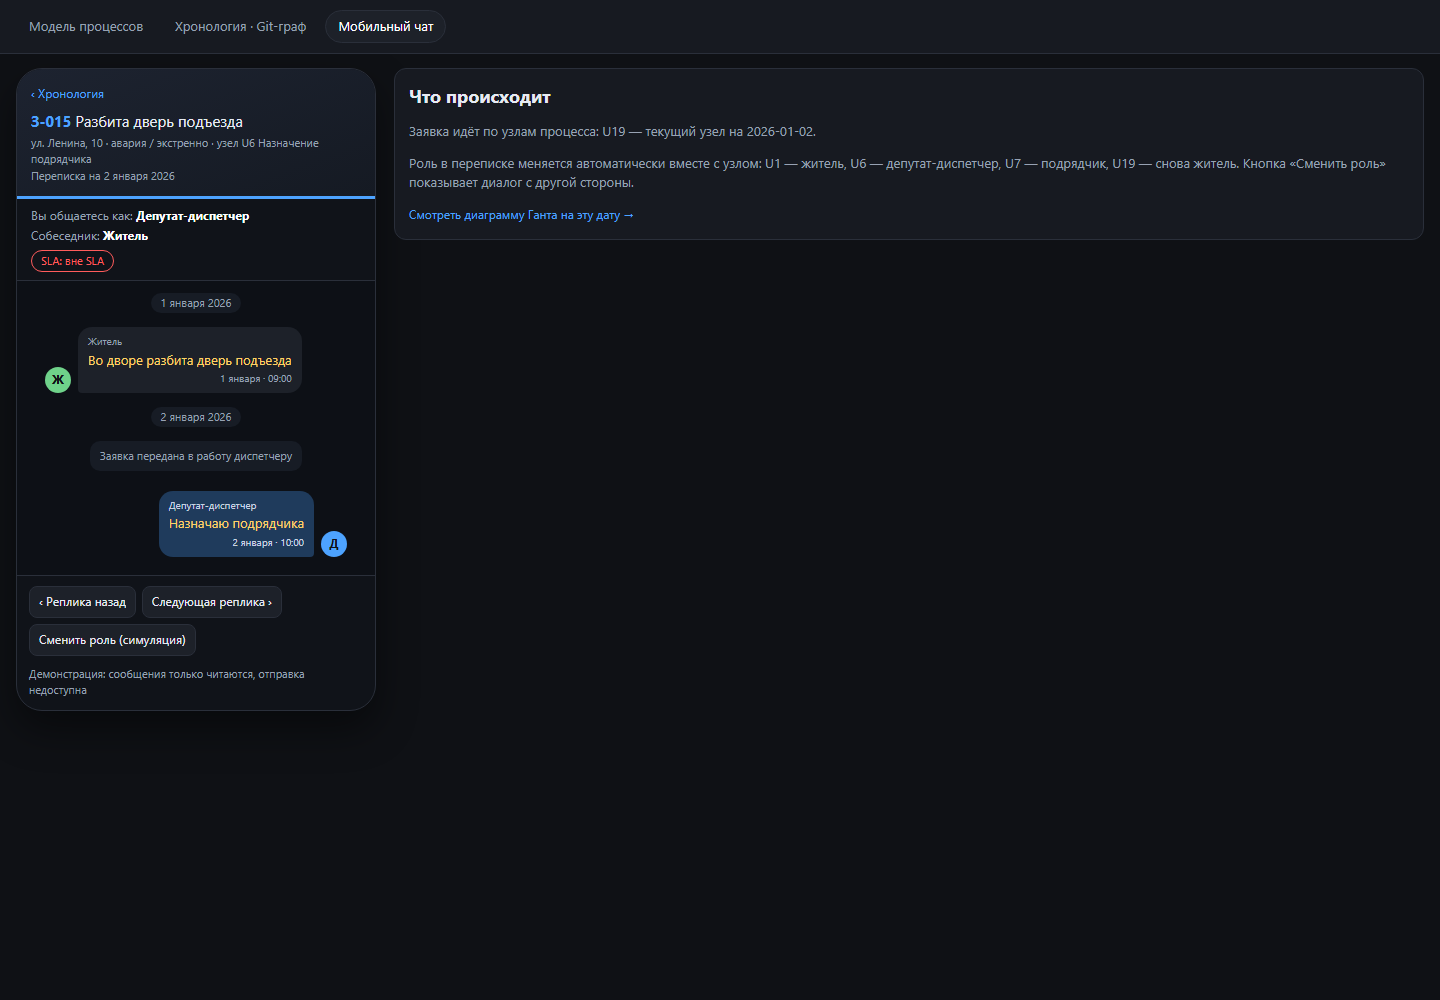 Модель процессов
Хронология · Git-граф
Мобильный чат
‹ Хронология
З-015 Разбита дверь подъезда
ул. Ленина, 10 · авария / экстренно · узел U6 Назначение
подрядчика
Переписка на 2 января 2026
Вы общаетесь как: Депутат-диспетчер
Собеседник: Житель
SLA: вне SLA
1 января 2026
Житель
Во дворе разбита дверь подъезда
1 января · 09:00
Ж
2 января 2026
Заявка передана в работу диспетчеру
Депутат-диспетчер
Назначаю подрядчика
2 января · 10:00
Д
‹ Реплика назад
Следующая реплика ›
Сменить роль (симуляция)
Демонстрация: сообщения только читаются, отправка
недоступна
Что происходит
Заявка идёт по узлам процесса: U19 — текущий узел на 2026-01-02.
Роль в переписке меняется автоматически вместе с узлом: U1 — житель, U6 — депутат-диспетчер, U7 — подрядчик, U19 — снова житель. Кнопка «Сменить роль»
показывает диалог с другой стороны.
Смотреть диаграмму Ганта на эту дату →